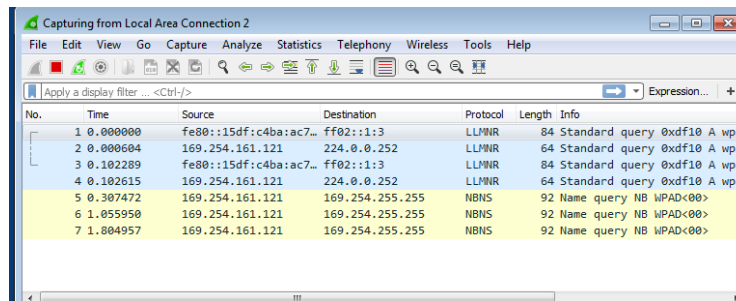 Capturing from Local Area Connection 2
File Edit View Go Capture Analyze Statistics Telephony Wireless Tools Help
Apply a display filter ... <Ctrl-/> Expression... +
No. Time Source Destination Protocol Length Info
1 0.000000 fe80::15df:c4ba:ac7… ff02::1:3 LLMNR 84 Standard query 0xdf10 A wp
2 0.000604 169.254.161.121 224.0.0.252 LLMNR 64 Standard query 0xdf10 A wp
3 0.102289 fe80::15df:c4ba:ac7… ff02::1:3 LLMNR 84 Standard query 0xdf10 A wp
4 0.102615 169.254.161.121 224.0.0.252 LLMNR 64 Standard query 0xdf10 A wp
5 0.307472 169.254.161.121 169.254.255.255 NBNS 92 Name query NB WPAD<00>
6 1.055950 169.254.161.121 169.254.255.255 NBNS 92 Name query NB WPAD<00>
7 1.804957 169.254.161.121 169.254.255.255 NBNS 92 Name query NB WPAD<00>